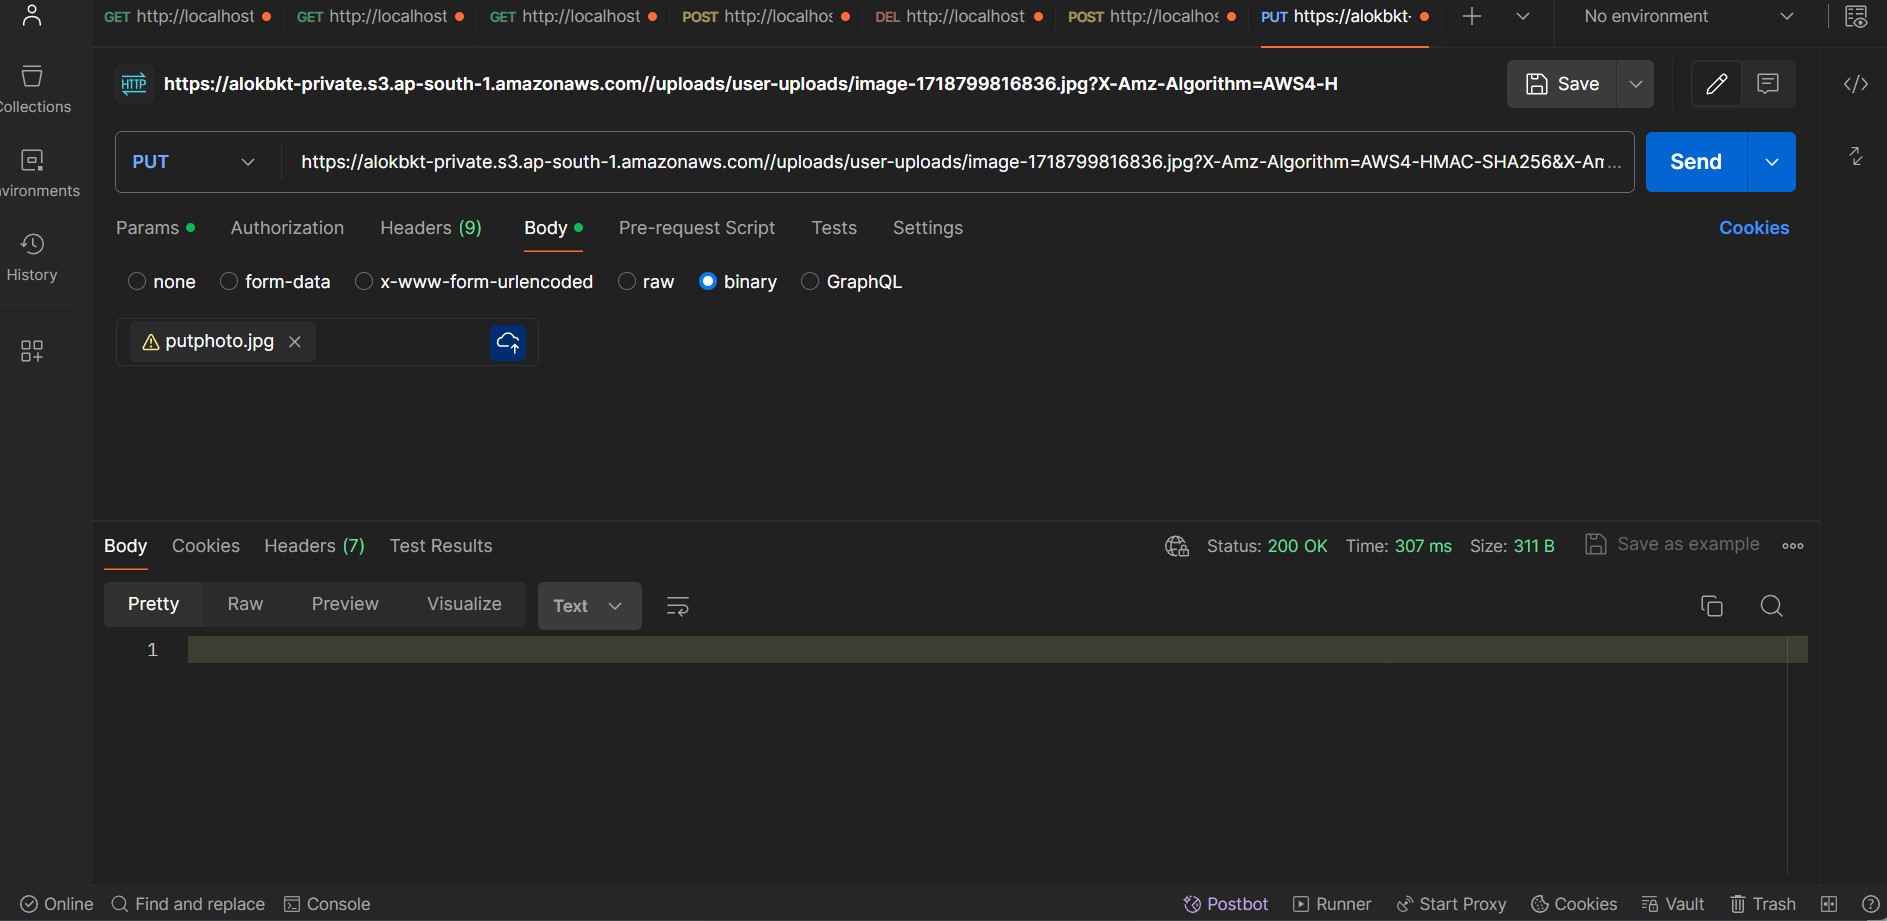 GET http://localhost GET http://localhost GET http://localhost POST http://localhos DEL http://localhost POST http://localhos PUT https://alokbkt- No environment
HTTP https://alokbkt-private.s3.ap-south-1.amazonaws.com//uploads/user-uploads/image-1718799816836.jpg?X-Amz-Algorithm=AWS4-H Save
Collections
PUT https://alokbkt-private.s3.ap-south-1.amazonaws.com//uploads/user-uploads/image-1718799816836.jpg?X-Amz-Algorithm=AWS4-HMAC-SHA256&X-Am... Send
vironments
Params Authorization Headers (9) Body Pre-request Script Tests Settings Cookies
History
none form-data x-www-form-urlencoded raw binary GraphQL
putphoto.jpg
Body Cookies Headers (7) Test Results Status: 200 OK Time: 307 ms Size: 311 B Save as example
Pretty Raw Preview Visualize Text
1
Online Find and replace Console Postbot Runner Start Proxy Cookies Vault Trash